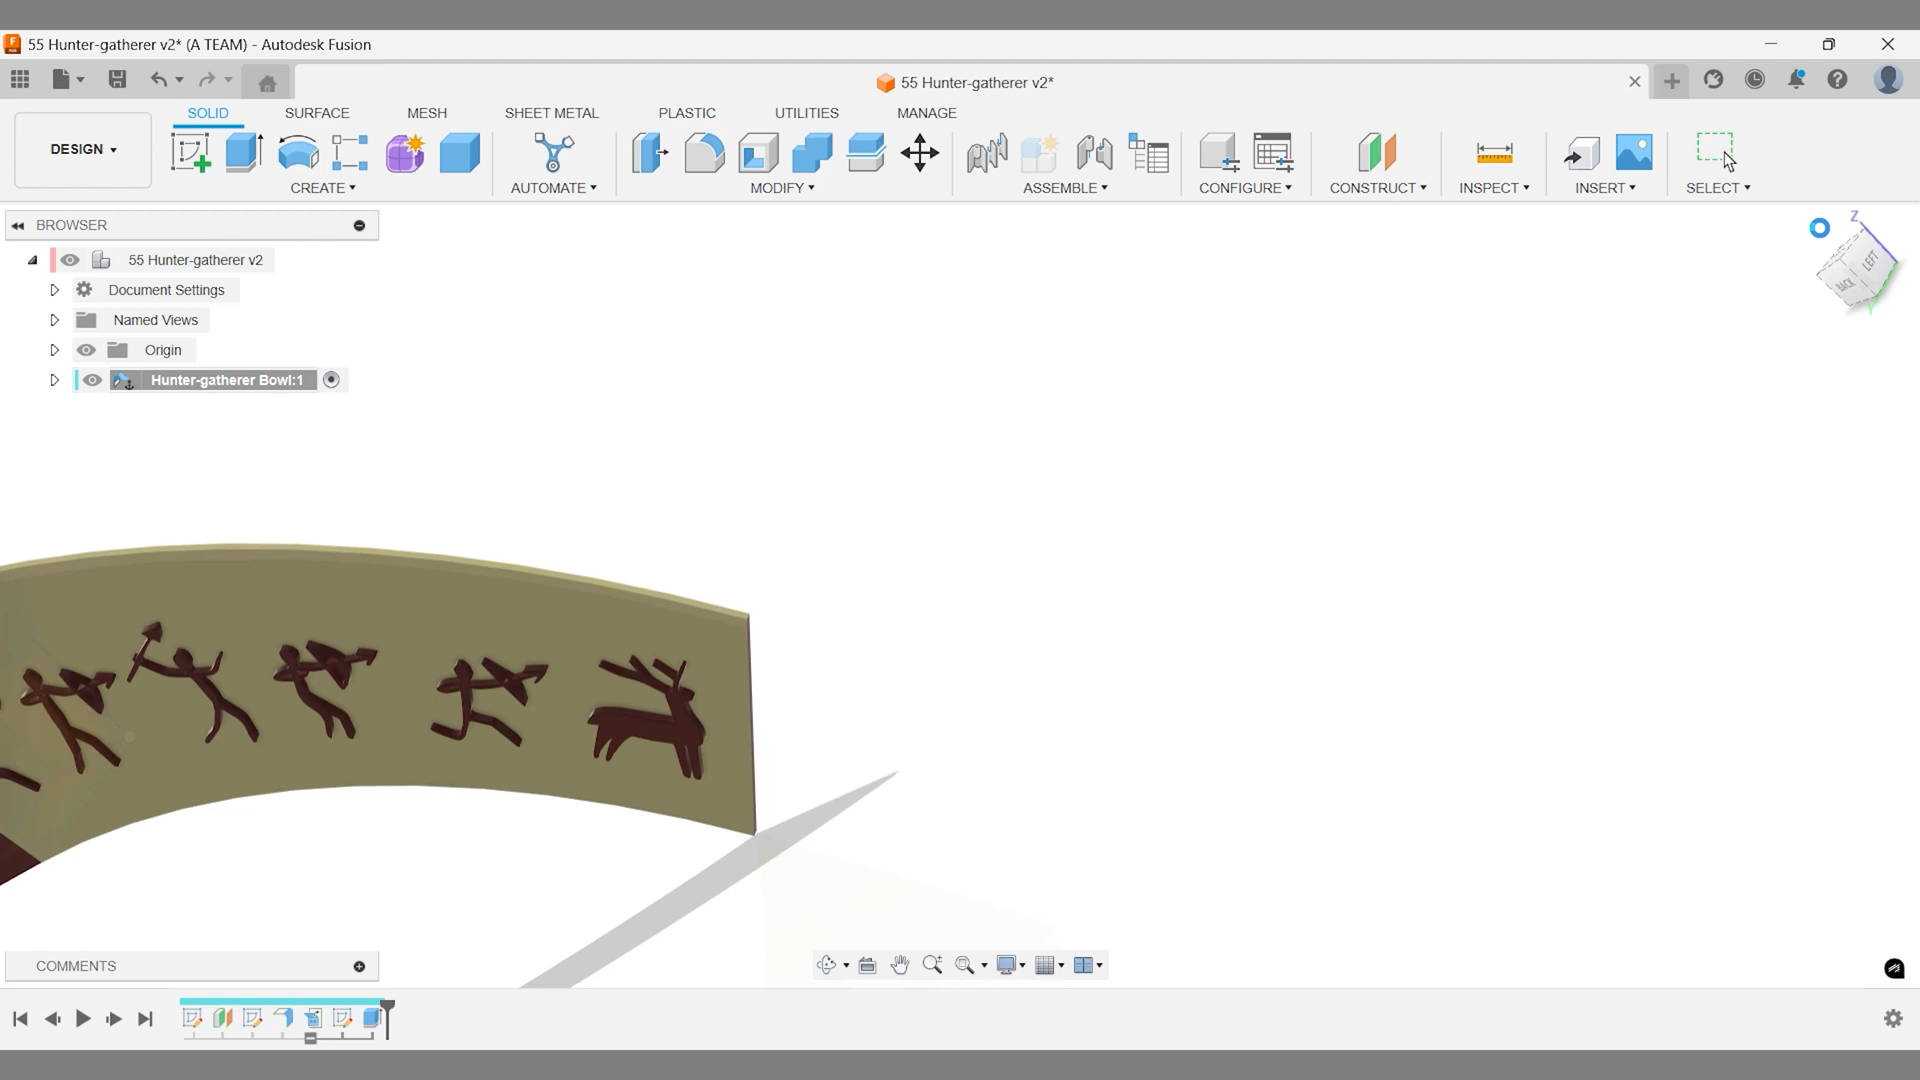 55 Hunter-gatherer v2* (A TEAM) - Autodesk Fusion
55 Hunter-gatherer v2*
SOLID SURFACE MESH SHEET METAL PLASTIC UTILITIES MANAGE
DESIGN
CREATE AUTOMATE MODIFY ASSEMBLE CONFIGURE CONSTRUCT INSPECT INSERT SELECT
BROWSER
Z
55 Hunter-gatherer v2
LEFT
BACK
Document Settings
Named Views
Origin
Hunter-gatherer Bowl:1
COMMENTS